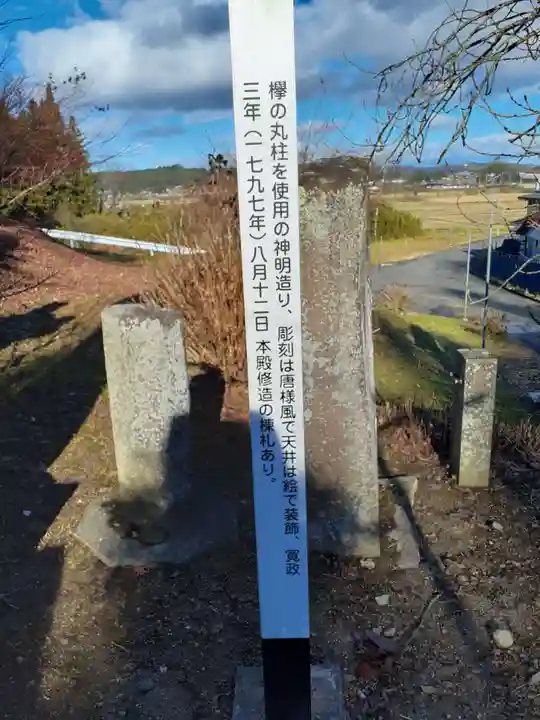 欅の丸柱を使用の神明造り、彫刻は唐様風で天井は絵で装飾、寛政
三年(一七九七年)八月十二日 本殿修造の棟札あり。